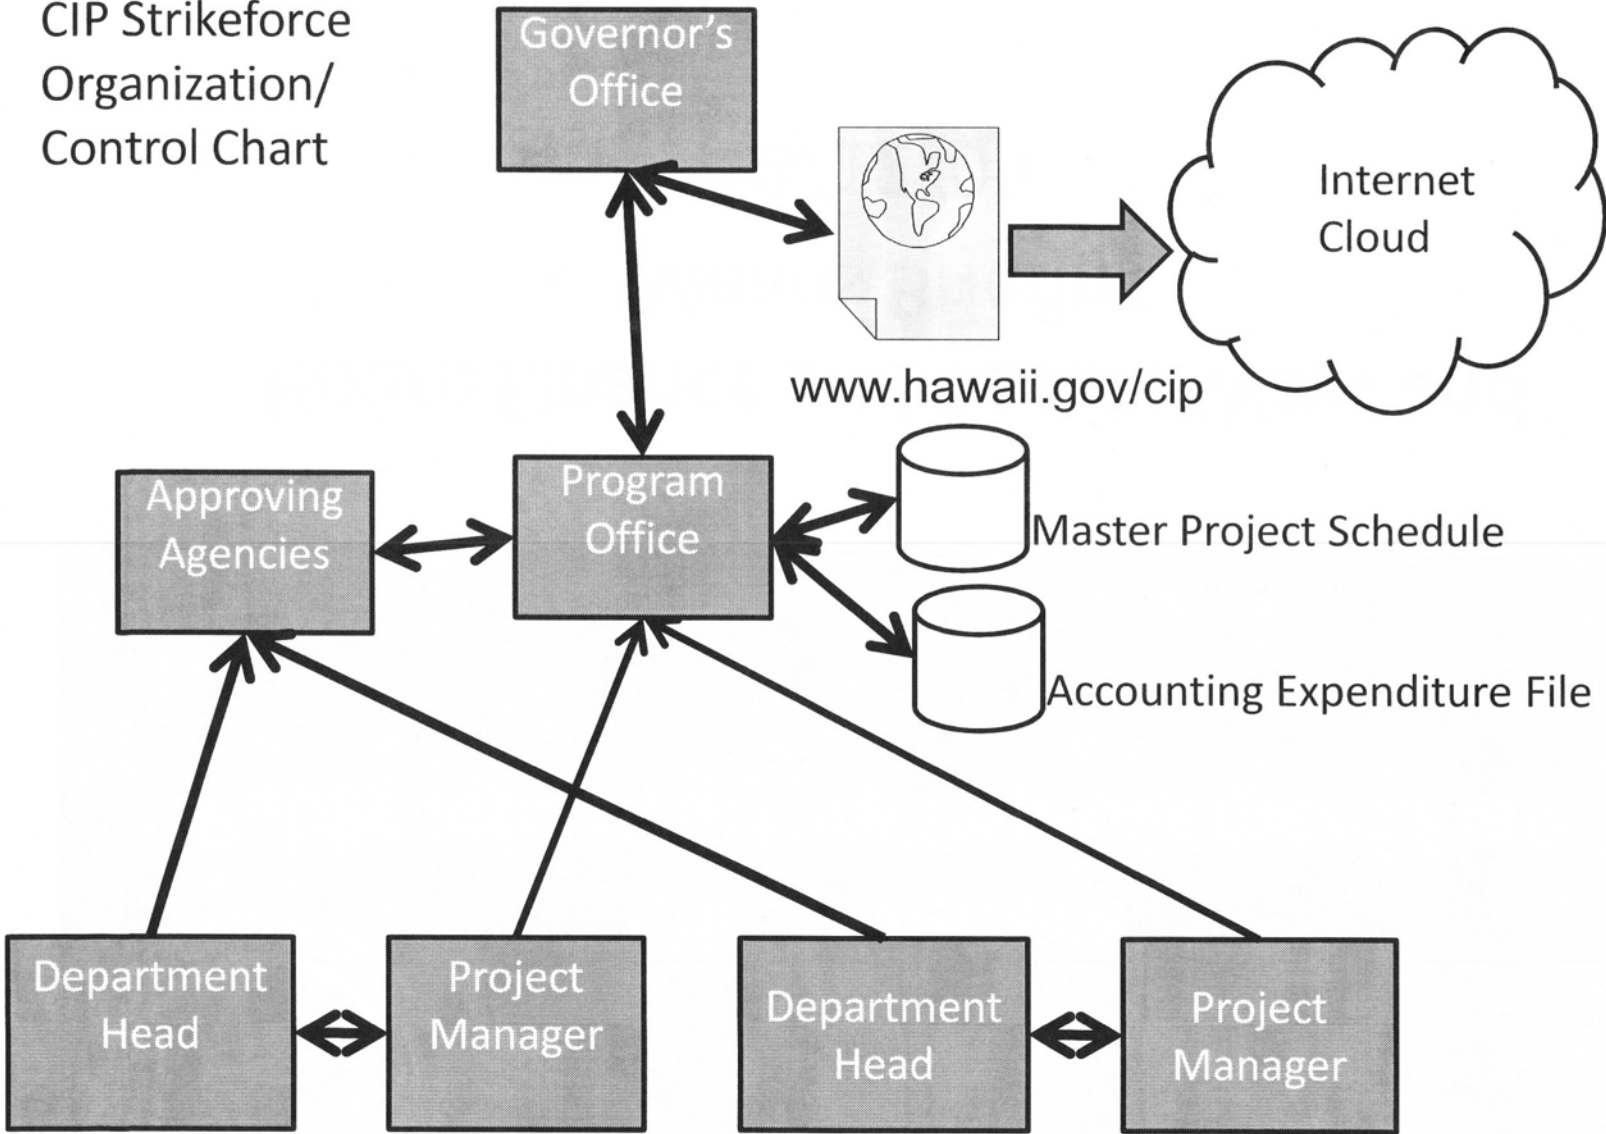 CIP Strikeforce
Organization/
Control Chart
Governor's
Office
Internet
Cloud
www.hawaii.gov/cip
Approving
Agencies
Program
Office
Master Project Schedule
Accounting Expenditure File
Department
Head
Project
Manager
Department
Head
Project
Manager